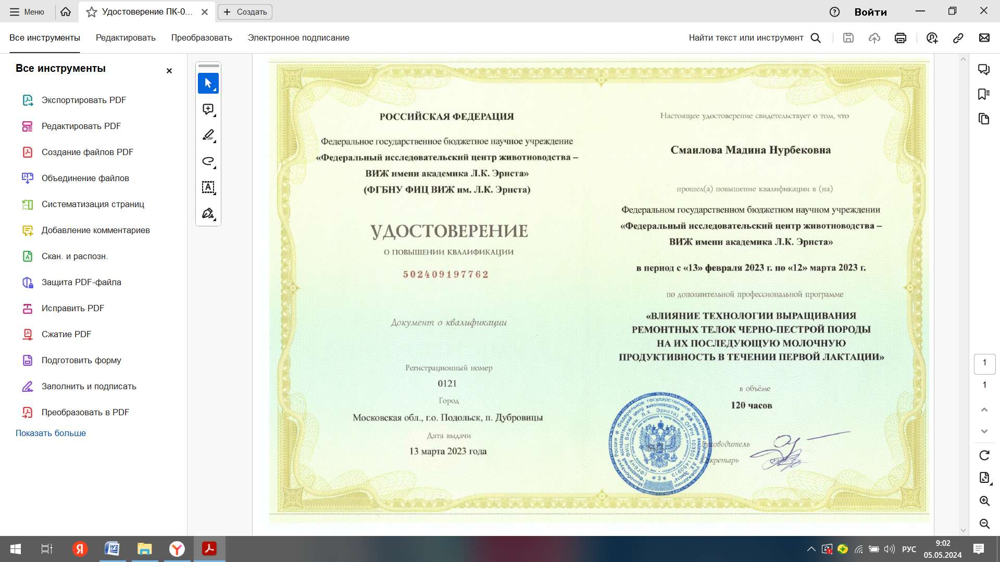 Меню
Удостоверение ПК-0...
Создать
Войти
Все инструменты
Редактировать
Преобразовать
Электронное подписание
Найти текст или инструмент
Все инструменты
Экспортировать PDF
Редактировать PDF
Создание файлов PDF
Объединение файлов
Систематизация страниц
Добавление комментариев
Скан. и распозн.
Защита PDF-файла
Исправить PDF
Сжатие PDF
Подготовить форму
Заполнить и подписать
Преобразовать в PDF
Показать больше
РОССИЙСКАЯ ФЕДЕРАЦИЯ
Федеральное государственное бюджетное научное учреждение
«Федеральный исследовательский центр животноводства –
ВИЖ имени академика Л.К. Эрнста»
(ФГБНУ ФИЦ ВИЖ им. Л.К. Эрнста)
УДОСТОВЕРЕНИЕ
О ПОВЫШЕНИИ КВАЛИФИКАЦИИ
502409197762
Документ о квалификации
Регистрационный номер
0121
Город
Московская обл., г.о. Подольск, п. Дубровицы
Дата выдачи
13 марта 2023 года
Настоящее удостоверение свидетельствует о том, что
Смаилова Мадина Нурбековна
прошел(а) повышение квалификации в (на)
Федеральном государственном бюджетном научном учреждении
«Федеральный исследовательский центр животноводства –
ВИЖ имени академика Л.К. Эрнста»
в период с «13» февраля 2023 г. по «12» марта 2023 г.
по дополнительной профессиональной программе
«ВЛИЯНИЕ ТЕХНОЛОГИИ ВЫРАЩИВАНИЯ
РЕМОНТНЫХ ТЕЛОК ЧЕРНО-ПЕСТРОЙ ПОРОДЫ
НА ИХ ПОСЛЕДУЮЩУЮ МОЛОЧНУЮ
ПРОДУКТИВНОСТЬ В ТЕЧЕНИИ ПЕРВОЙ ЛАКТАЦИИ»
в объёме
120 часов
Руководитель
Секретарь
1
1
РУС
9:02
05.05.2024